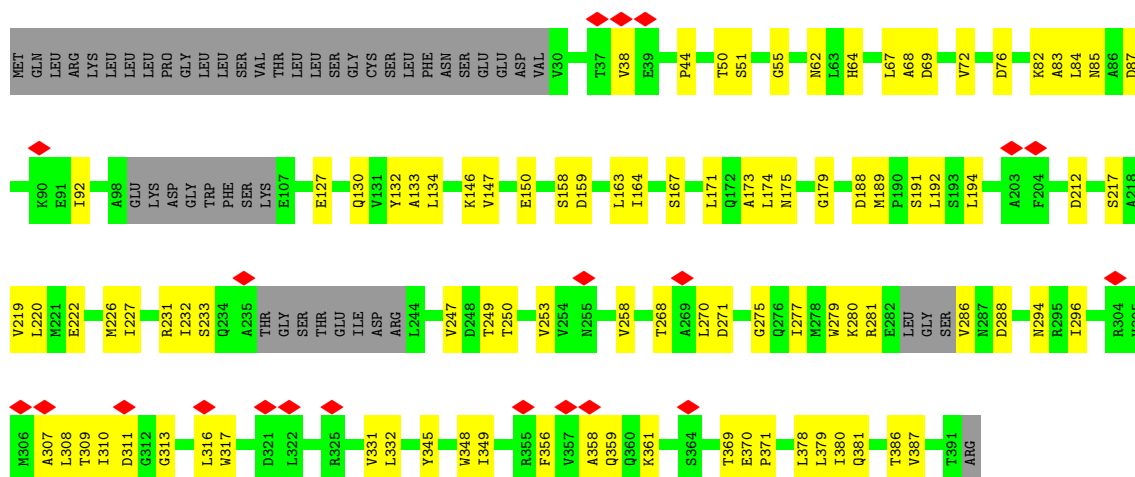 MET GLN LEU ARG LYS LEU LEU LEU PRO GLY LEU LEU SER VAL THR LEU LEU SER GLY CYS SER LEU PHE ASN SER GLU GLU ASP VAL V30 T37 V38 E39 P44 T50 S51 G55 N62 L63 H64 L67 A68 D69 V72 D76 K82 A83 L84 N85 A86 D87
K90 E91 I92 A98 GLU LYS ASP GLY TRP PHE SER LYS E107 E127 Q130 V131 Y132 A133 L134 K146 V147 E150 S158 D159 L163 I164 S167 L171 Q172 A173 L174 N175 G179 D188 M189 P190 S191 L192 S193 L194 A203 F204 D212 S217 A218
V219 L220 M221 E222 M226 I227 R231 I232 S233 Q234 A235 THR GLY SER THR GLU ILE ASP ARG L244 V247 D248 T249 T250 V253 V254 N255 V258 T268 A269 L270 D271 G275 Q276 I277 M278 W279 K280 R281 E282 LEU GLY SER V286 N287 D288 N294 R295 I296 R304
M306 A307 L308 T309 I310 D311 G312 G313 L316 W317 D321 L322 R325 V331 L332 Y345 W348 I349 R355 F356 V357 A358 Q359 Q360 K361 S364 T369 E370 P371 L378 L379 I380 Q381 T386 V387 T391 ARG